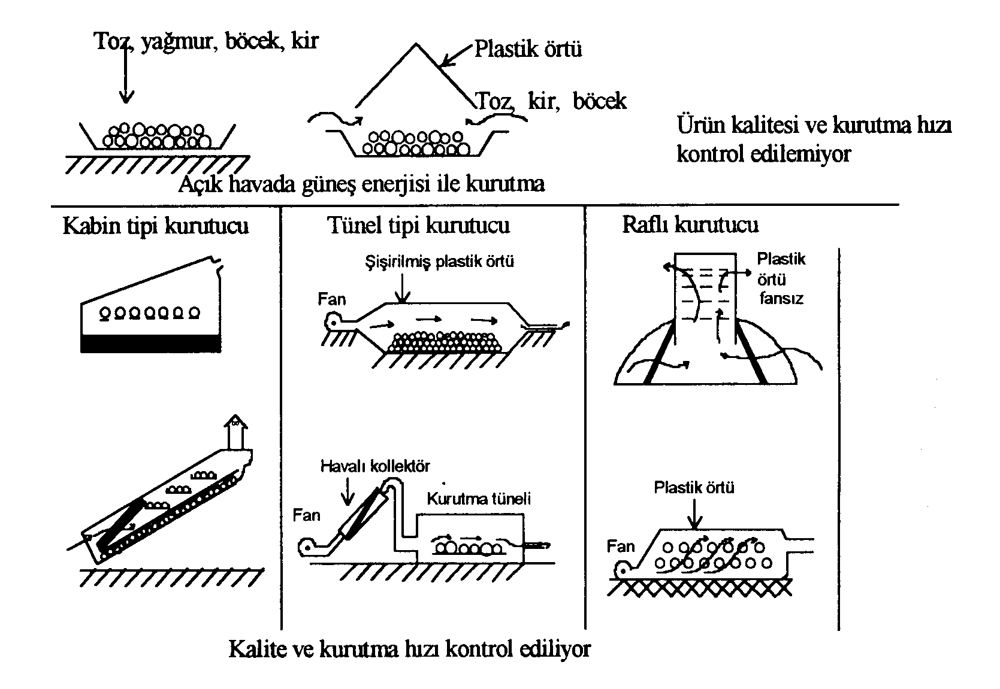 Toz, yağmur, böcek, kir
Plastik örtü
Toz, kir, böcek
Ürün kalitesi ve kurutma hızı
kontrol edilemiyor
Açık havada güneş enerjisi ile kurutma
Kabin tipi kurutucu
Tünel tipi kurutucu
Şişirilmiş plastik örtü
Fan
Havalı kollektör
Kurutma tüneli
Fan
Raflı kurutucu
Plastik
örtü
fansız
Plastik örtü
Fan
Kalite ve kurutma hızı kontrol ediliyor